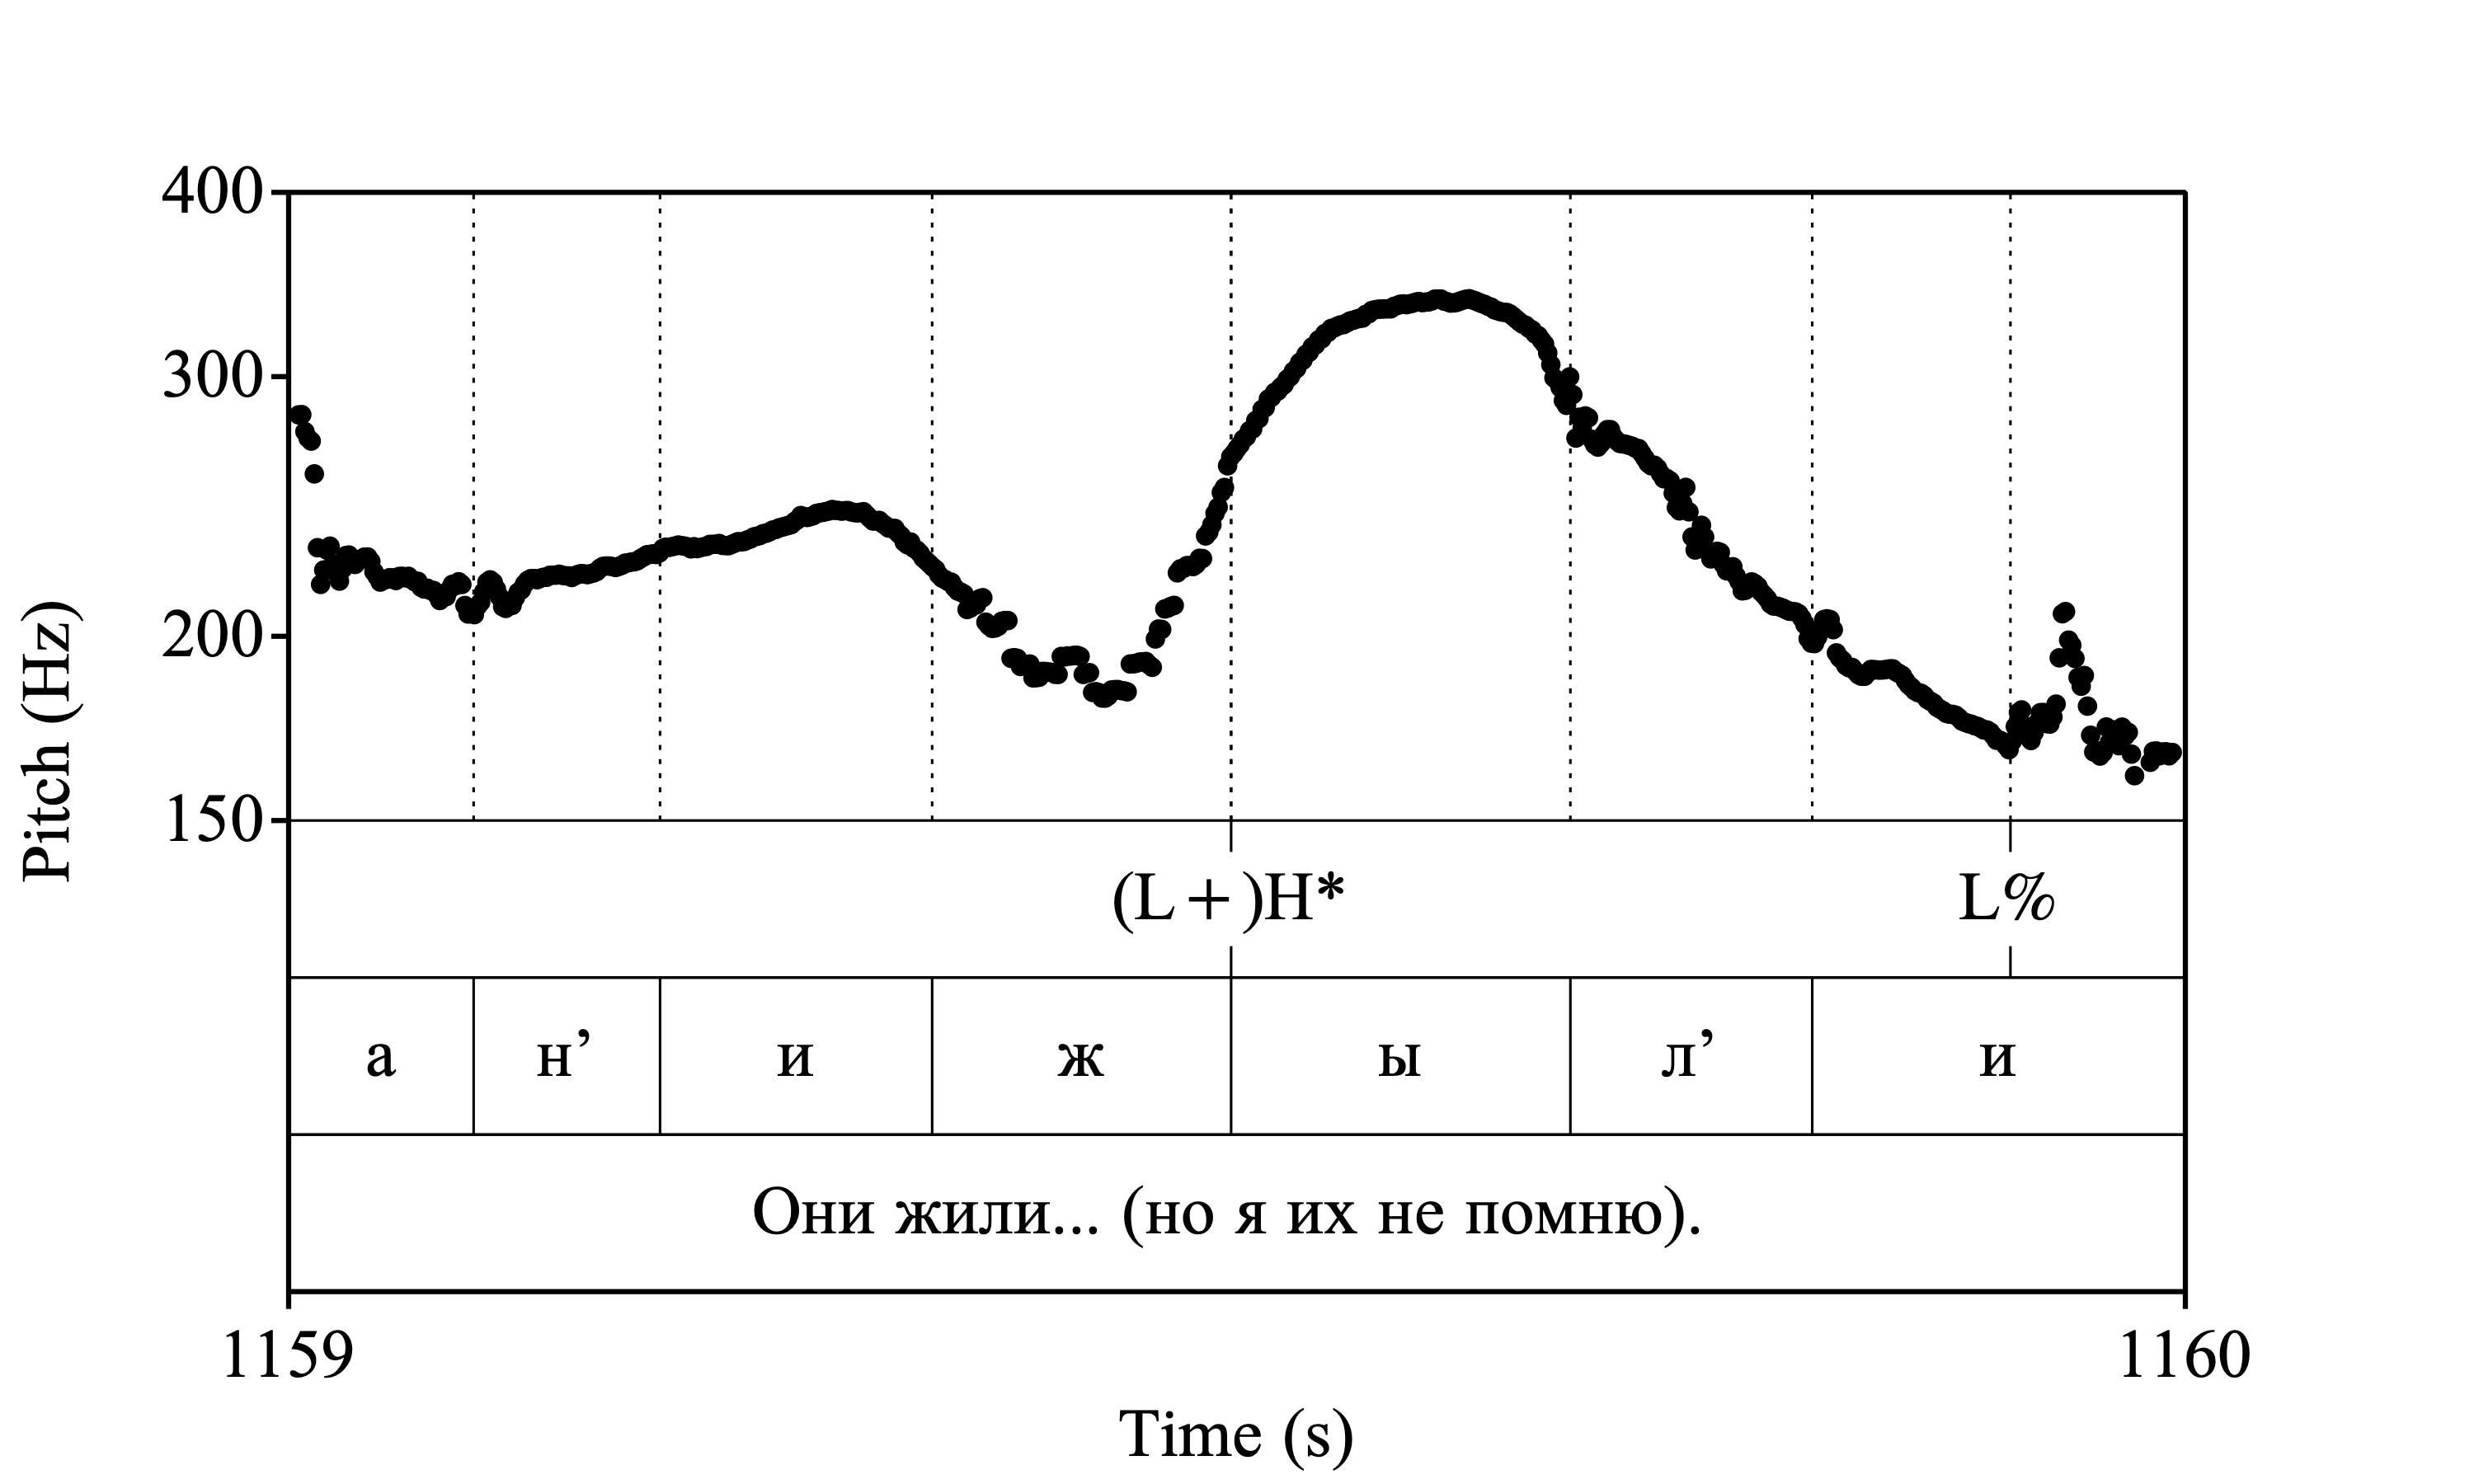 400
300
200
150
Pitch (Hz)
(L+)H* L%
а н’ и ж ы л’ и
Они жили... (но я их не помню).
1159 1160
Time (s)